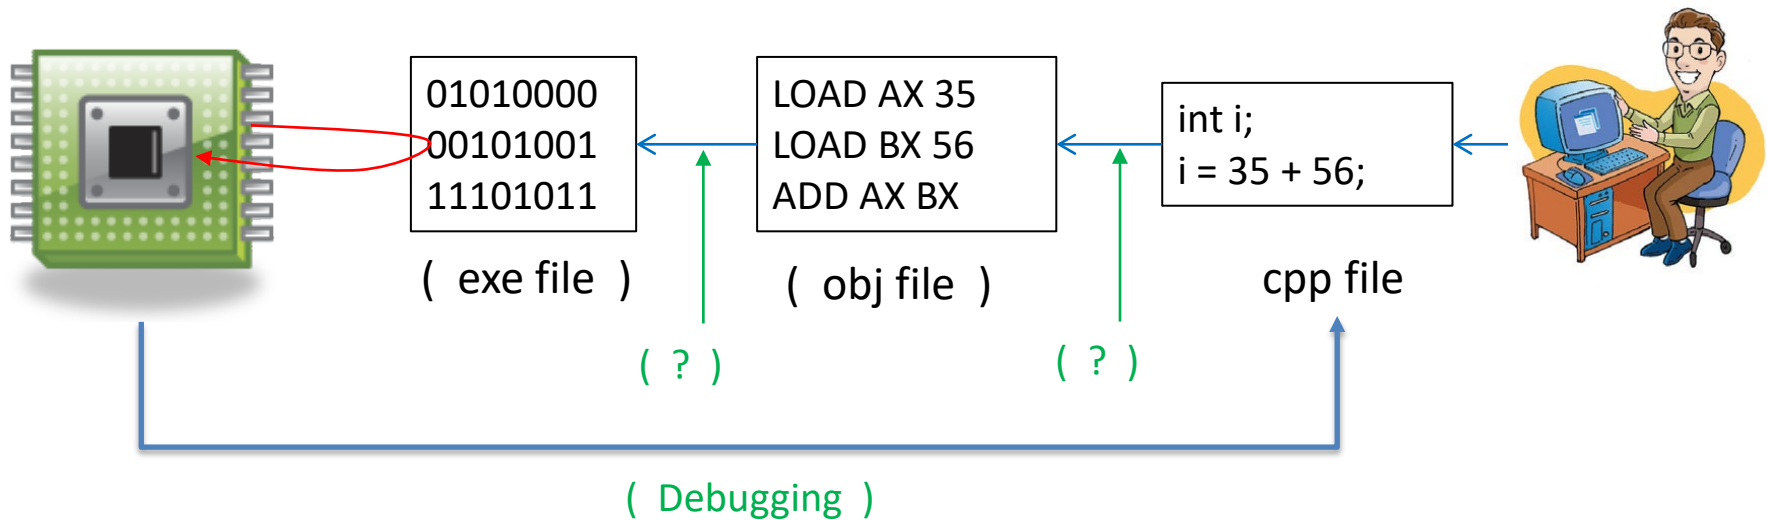 01010000
00101001
11101011
( exe file )
LOAD AX 35
LOAD BX 56
ADD AX BX
( obj file )
int i;
i = 35 + 56;
cpp file
( ? )
( ? )
( Debugging )